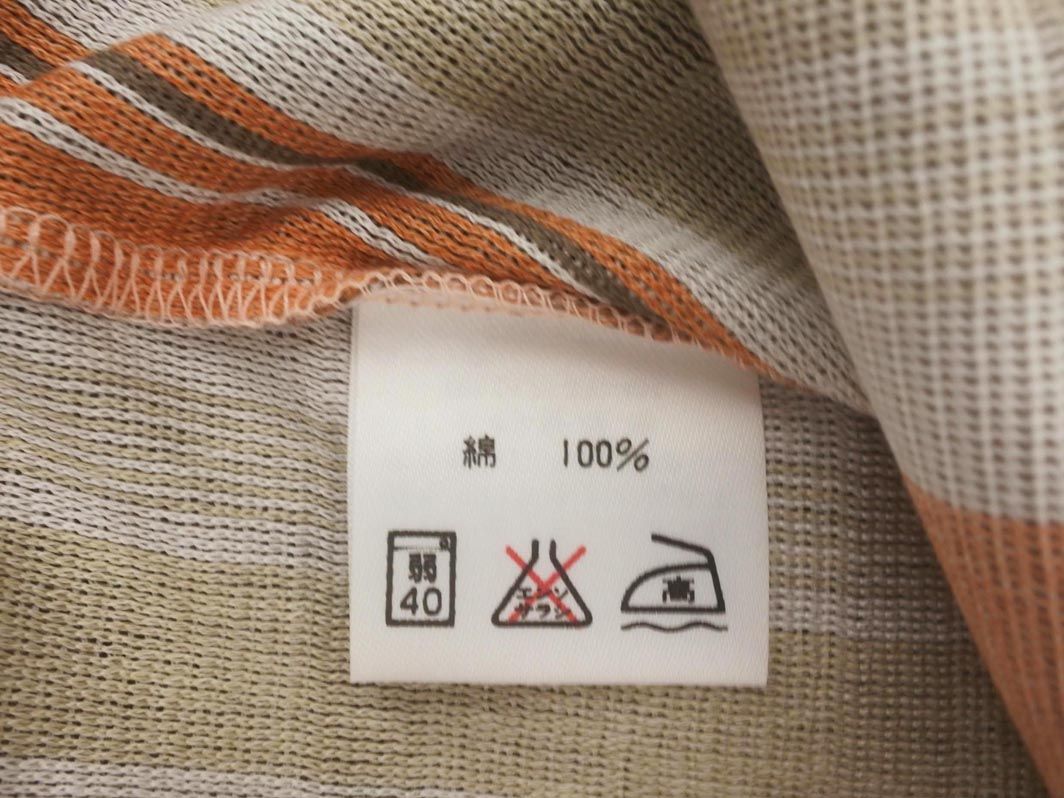 綿 100%
弱 エンソ 高
40 サラシ